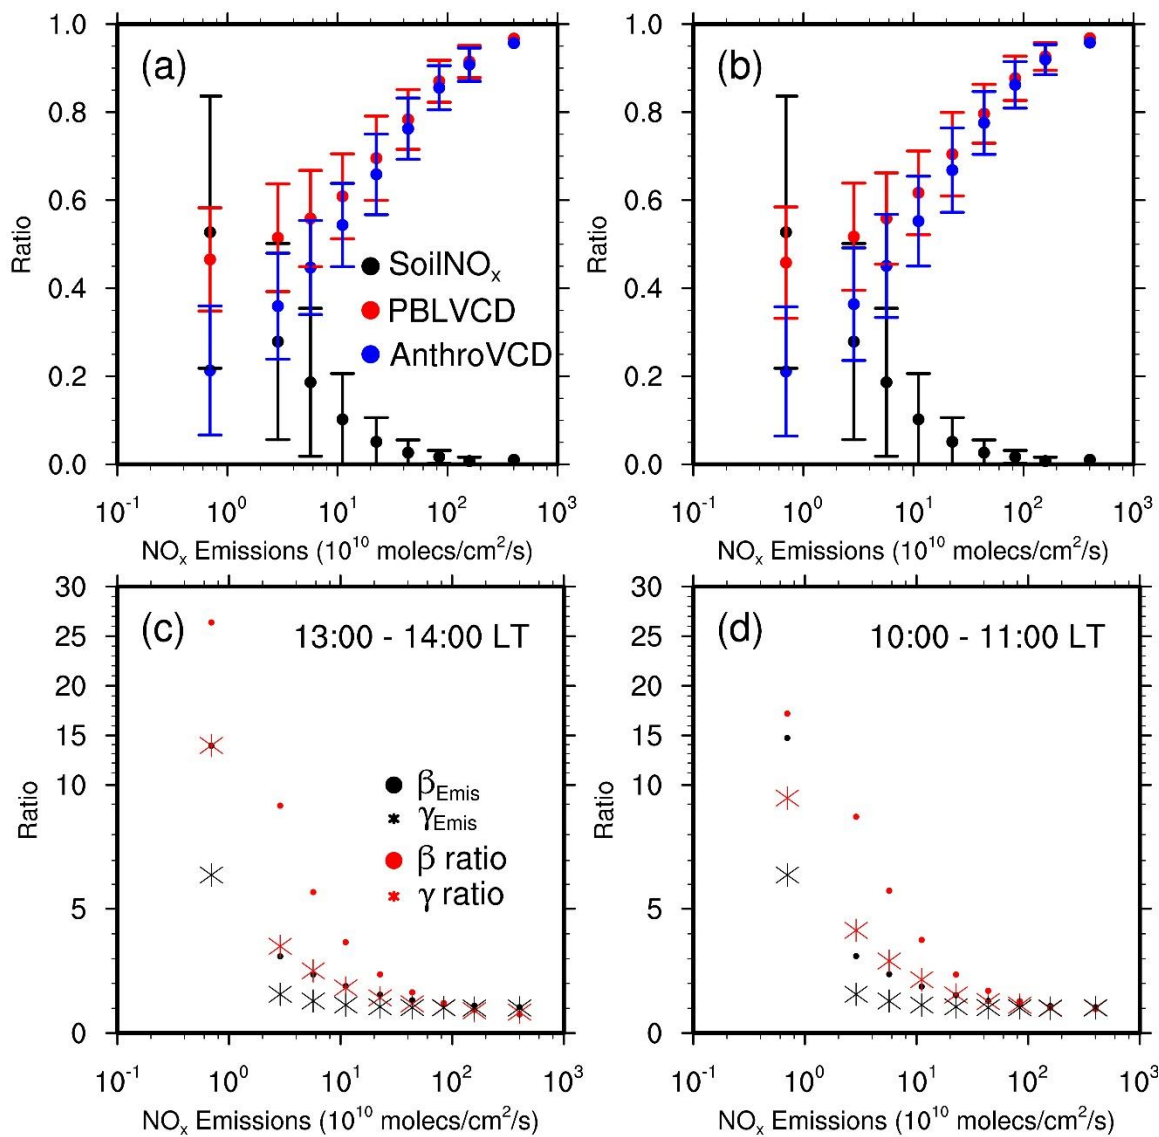 (a)
1.0
0.8
0.6
0.4
0.2
0.0
Ratio
SoilNOₓ
PBLVCD
AnthroVCD
10⁻¹ 10⁰ 10¹ 10² 10³
NOₓ Emissions (10¹⁰ molecs/cm²/s)
(b)
1.0
0.8
0.6
0.4
0.2
0.0
Ratio
10⁻¹ 10⁰ 10¹ 10² 10³
NOₓ Emissions (10¹⁰ molecs/cm²/s)
(c)
13:00 - 14:00 LT
30
25
20
15
10
5
0
Ratio
β_Emis
γ_Emis
β ratio
γ ratio
10⁻¹ 10⁰ 10¹ 10² 10³
NOₓ Emissions (10¹⁰ molecs/cm²/s)
(d)
10:00 - 11:00 LT
30
25
20
15
10
5
0
Ratio
10⁻¹ 10⁰ 10¹ 10² 10³
NOₓ Emissions (10¹⁰ molecs/cm²/s)